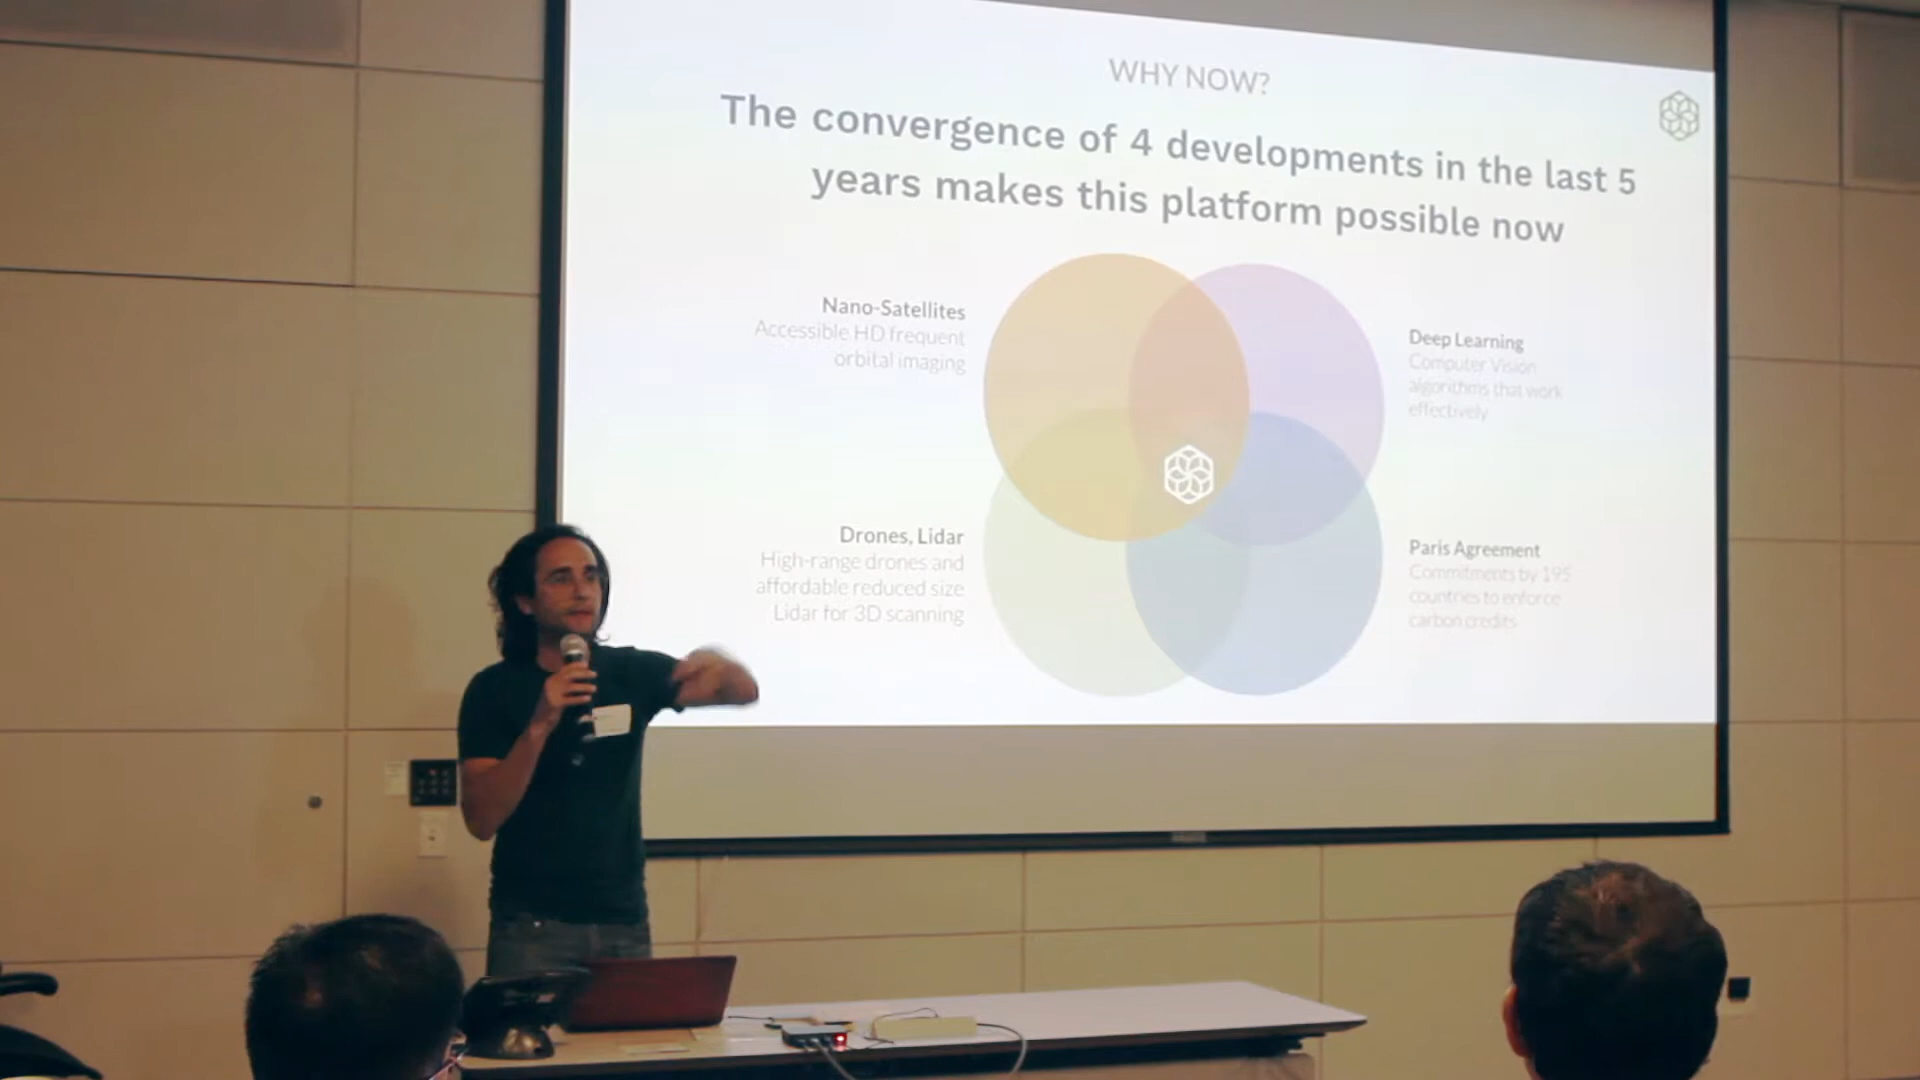 WHY NOW?
The convergence of 4 developments in the last 5
years makes this platform possible now
Nano-Satellites
Accessible HD frequent
orbital imaging
Deep Learning
Computer Vision
algorithms that work
effectively
Drones, Lidar
High-range drones and
affordable reduced size
Lidar for 3D scanning
Paris Agreement
Commitments by 195
countries to enforce
carbon credits